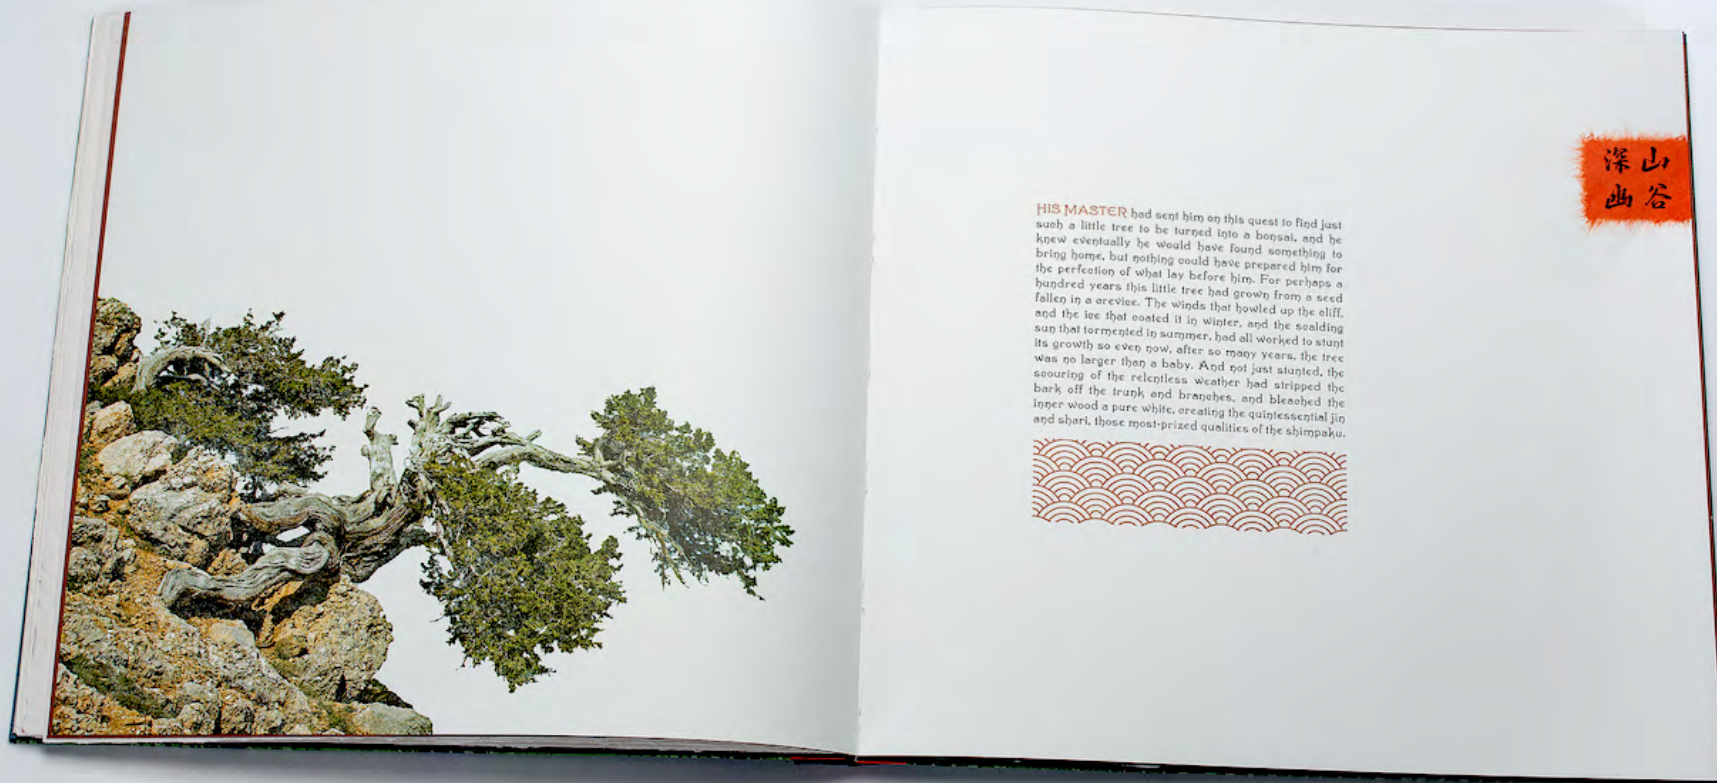 HIS MASTER had sent him on this quest to find just
such a little tree to be turned into a bonsai, and he
knew eventually he would have found something to
bring home, but nothing could have prepared him for
the perfection of what lay before him. For perhaps a
hundred years this little tree had grown from a seed
fallen in a crevice. The winds that howled up the cliff,
and the ice that coated it in winter, and the scalding
sun that tormented in summer, had all worked to stunt
its growth so even now, after so many years, the tree
was no larger than a baby. And not just stunted, the
scouring of the relentless weather had stripped the
bark off the trunk and branches, and bleached the
inner wood a pure white, creating the quintessential jin
and shari, those most-prized qualities of the shimpaku.
山谷
深幽